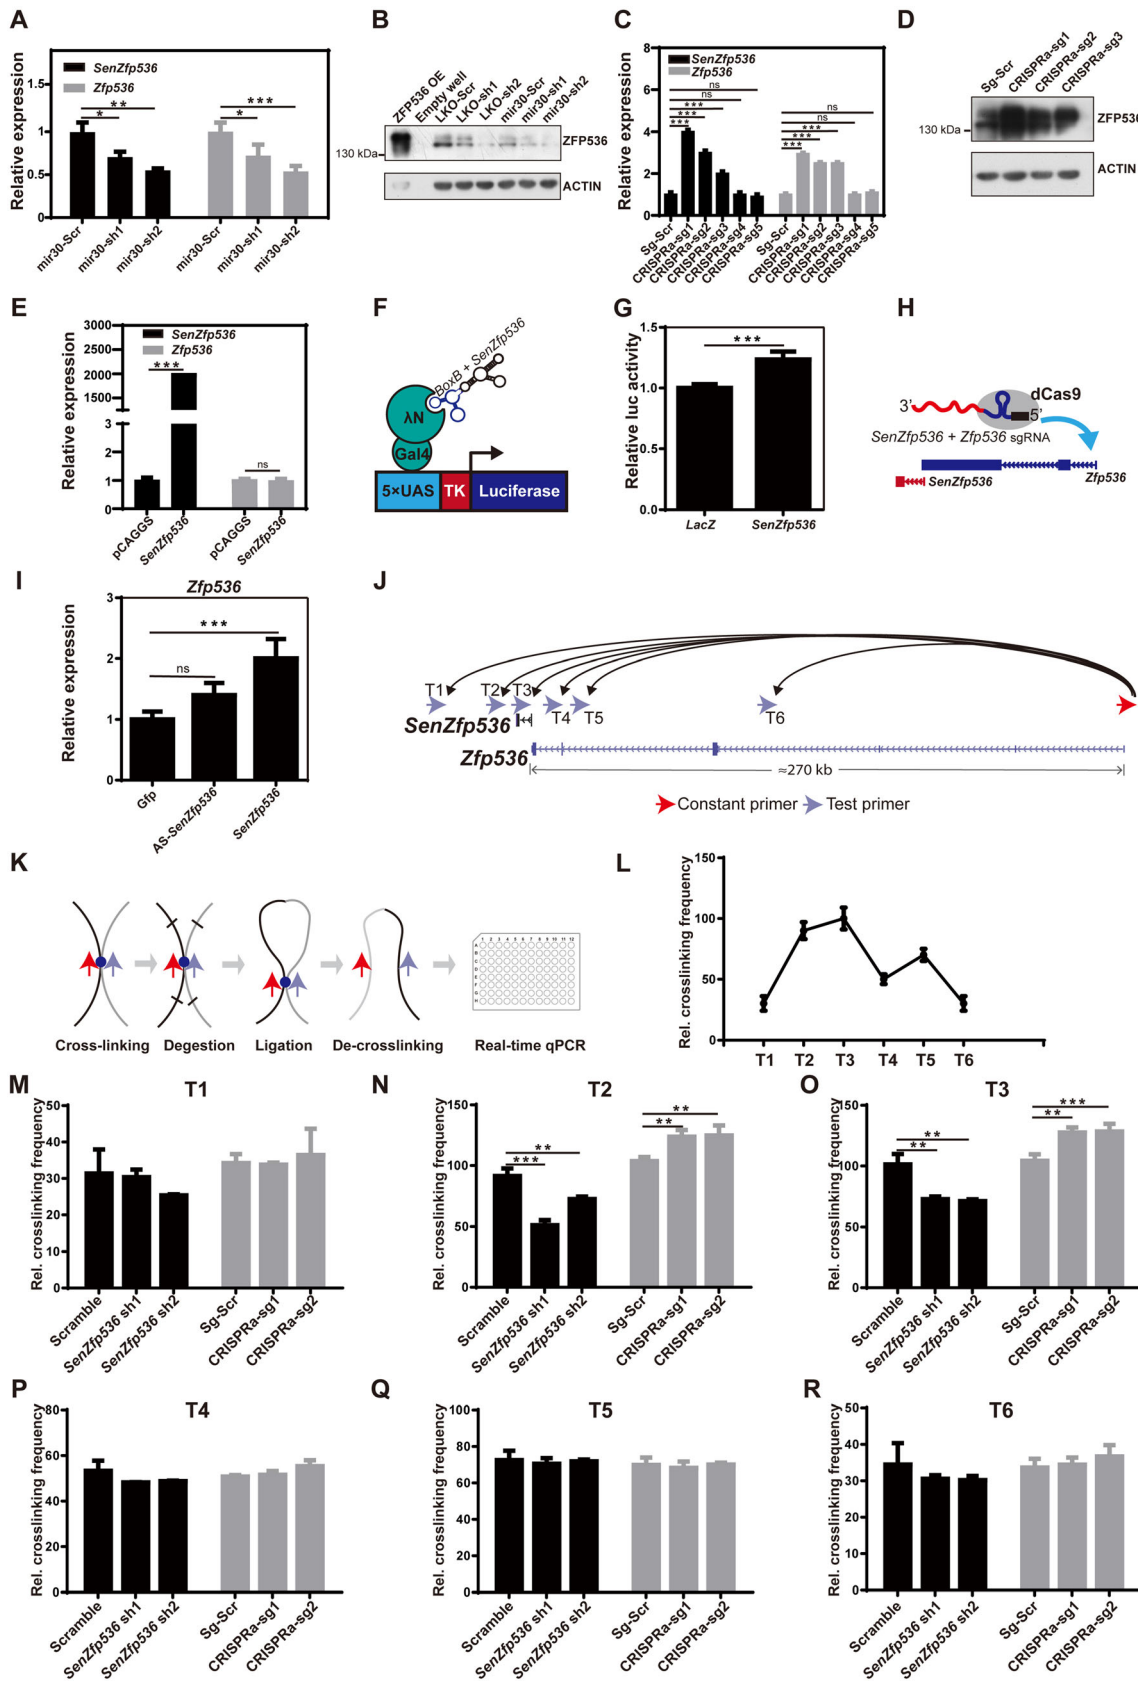 A
Relative expression
1.5
1
0.5
0
SenZfp536
Zfp536
* ** * ***
mir30-Scr
mir30-sh1
mir30-sh2
mir30-Scr
mir30-sh1
mir30-sh2
B
ZFP536 OE
Empty well
LKO-Scr
LKO-sh1
LKO-sh2
mir30-Scr
mir30-sh1
mir30-sh2
130 kDa
ZFP536
ACTIN
C
Relative expression
8
6
4
2
0
SenZfp536
Zfp536
ns
ns
***
***
***
ns
ns
***
***
***
Sg-Scr
CRISPRa-sg1
CRISPRa-sg2
CRISPRa-sg3
CRISPRa-sg4
CRISPRa-sg5
Sg-Scr
CRISPRa-sg1
CRISPRa-sg2
CRISPRa-sg3
CRISPRa-sg4
CRISPRa-sg5
D
Sg-Scr
CRISPRa-sg1
CRISPRa-sg2
CRISPRa-sg3
130 kDa
ZFP536
ACTIN
E
Relative expression
3000
2500
2000
1500
3
2
1
0
SenZfp536
Zfp536
***
ns
pCAGGS
SenZfp536
pCAGGS
SenZfp536
F
BoxB + SenZfp536
λN
Gal4
5×UAS TK Luciferase
G
Relative luc activity
1.5
1.0
0.5
0.0
***
LacZ SenZfp536
H
dCas9
3’
5’
SenZfp536 + Zfp536 sgRNA
SenZfp536
Zfp536
I
Zfp536
Relative expression
3
2
1
0
***
ns
Gfp
AS-SenZfp536
SenZfp536
J
T1 T2 T3
T4 T5 T6
SenZfp536
Zfp536
≈270 kb
Constant primer Test primer
K
1 2 3 4 5 6 7 8 9 10 11 12
A
B
C
D
E
F
G
H
Cross-linking Degestion Ligation De-crosslinking Real-time qPCR
L
Rel. crosslinking frequency
150
100
50
0
T1 T2 T3 T4 T5 T6
M
T1
Rel. crosslinking frequency
50
40
30
20
10
0
Scramble
SenZfp536 sh1
SenZfp536 sh2
Sg-Scr
CRISPRa-sg1
CRISPRa-sg2
N
T2
Rel. crosslinking frequency
150
100
50
0
**
***
**
**
Scramble
SenZfp536 sh1
SenZfp536 sh2
Sg-Scr
CRISPRa-sg1
CRISPRa-sg2
O
T3
Rel. crosslinking frequency
150
100
50
0
**
**
***
**
Scramble
SenZfp536 sh1
SenZfp536 sh2
Sg-Scr
CRISPRa-sg1
CRISPRa-sg2
P
T4
Rel. crosslinking frequency
80
60
40
20
0
Scramble
SenZfp536 sh1
SenZfp536 sh2
Sg-Scr
CRISPRa-sg1
CRISPRa-sg2
Q
T5
Rel. crosslinking frequency
100
80
60
40
20
0
Scramble
SenZfp536 sh1
SenZfp536 sh2
Sg-Scr
CRISPRa-sg1
CRISPRa-sg2
R
T6
Rel. crosslinking frequency
50
40
30
20
10
0
Scramble
SenZfp536 sh1
SenZfp536 sh2
Sg-Scr
CRISPRa-sg1
CRISPRa-sg2